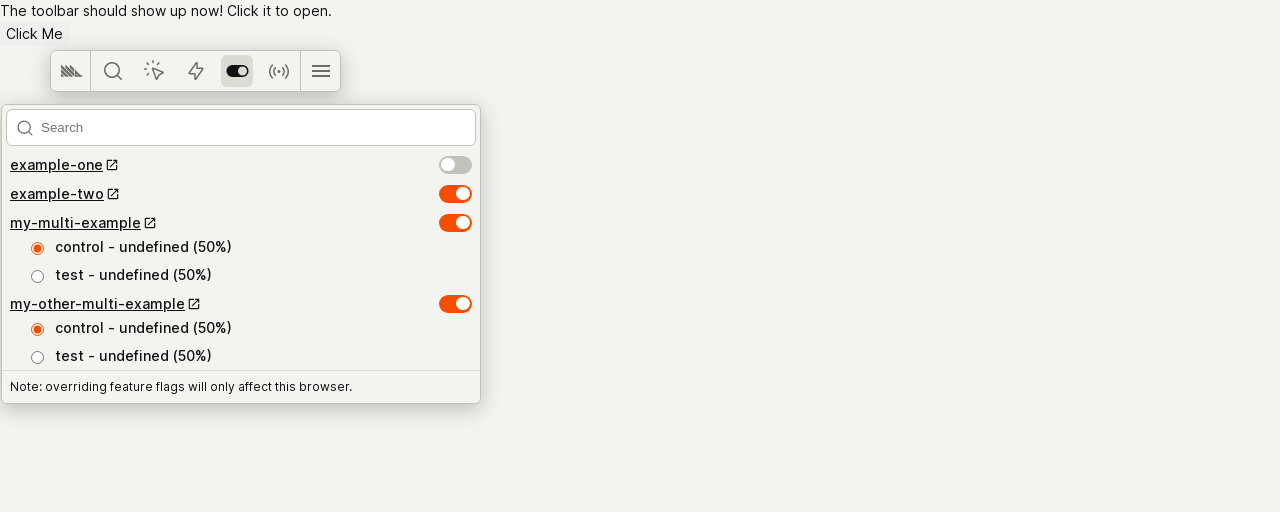 The toolbar should show up now! Click it to open.
Click Me
Search
example-one
example-two
my-multi-example
control - undefined (50%)
test - undefined (50%)
my-other-multi-example
control - undefined (50%)
test - undefined (50%)
Note: overriding feature flags will only affect this browser.